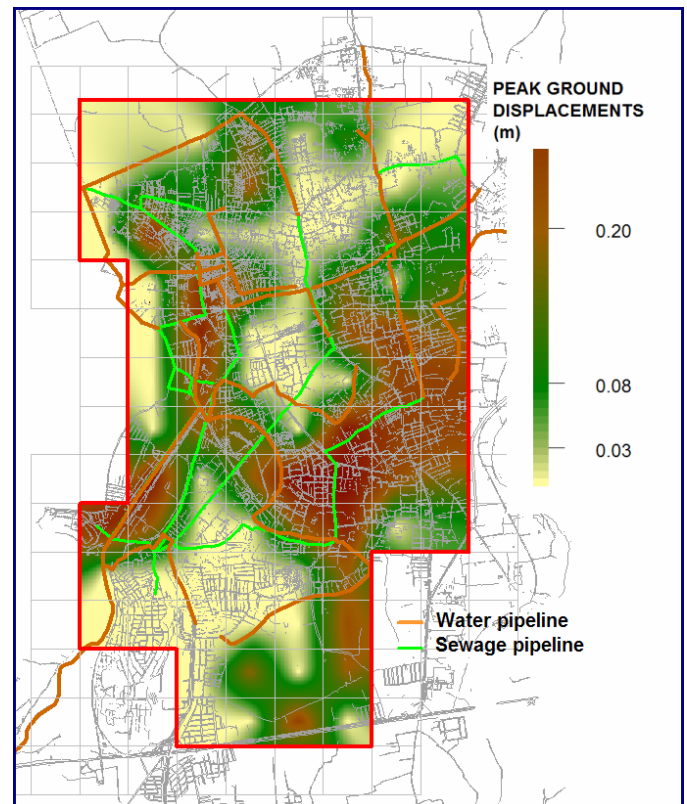 PEAK GROUND
DISPLACEMENTS
(m)
0.20
0.08
0.03
Water pipeline
Sewage pipeline